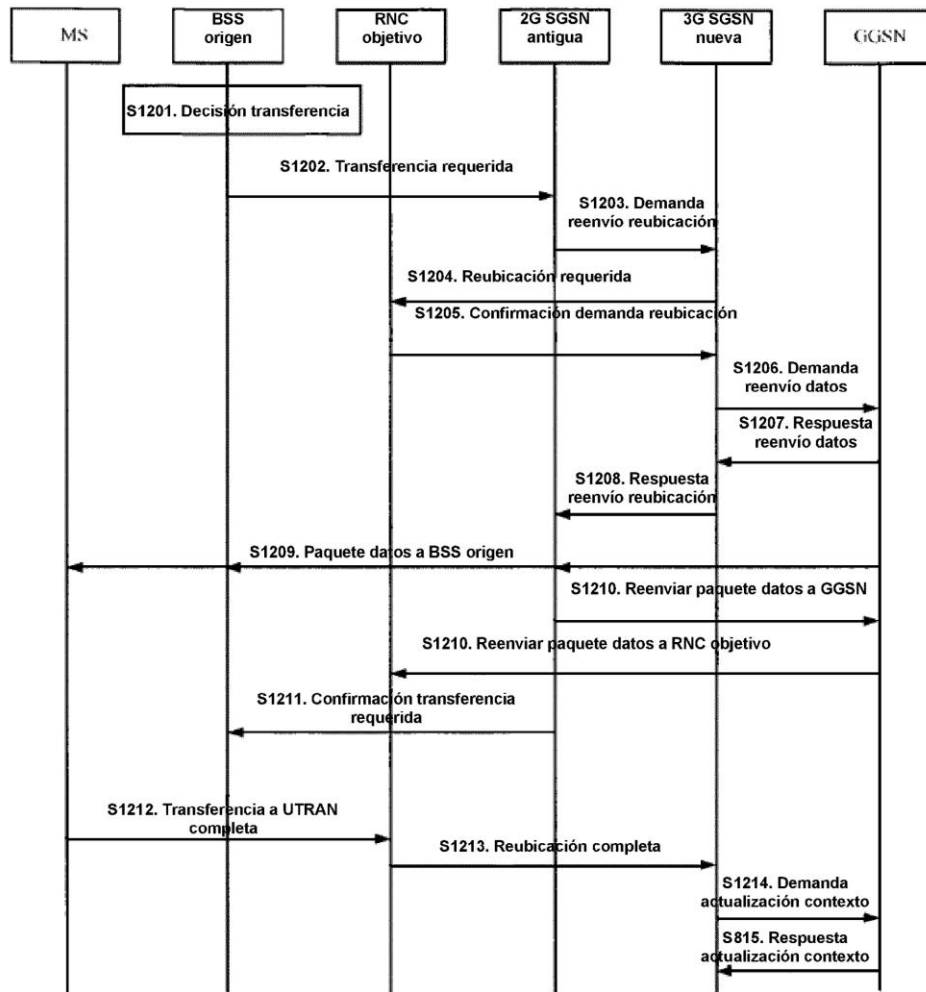 MS
BSS
origen
RNC
objetivo
2G SGSN
antigua
3G SGSN
nueva
GGSN
S1201. Decisión transferencia
S1202. Transferencia requerida
S1203. Demanda
reenvío reubicación
S1204. Reubicación requerida
S1205. Confirmación demanda reubicación
S1206. Demanda
reenvío datos
S1207. Respuesta
reenvío datos
S1208. Respuesta
reenvío reubicación
S1209. Paquete datos a BSS origen
S1210. Reenviar paquete datos a GGSN
S1210. Reenviar paquete datos a RNC objetivo
S1211. Confirmación transferencia
requerida
S1212. Transferencia a UTRAN
completa
S1213. Reubicación completa
S1214. Demanda
actualización contexto
S815. Respuesta
actualización contexto